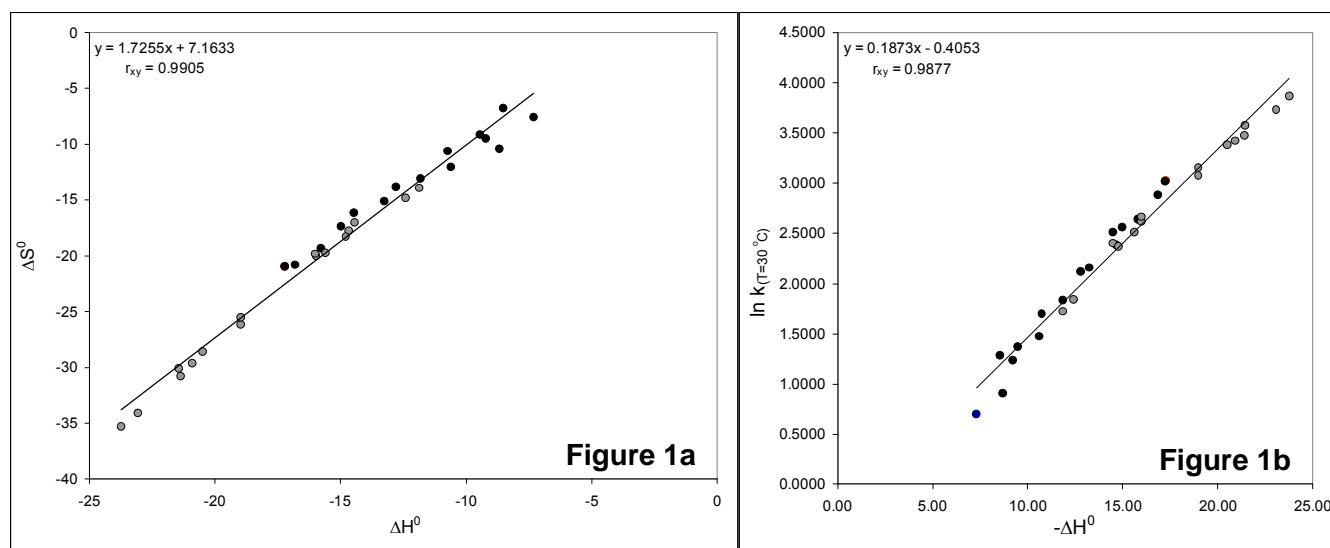 y = 1.7255x + 7.1633
rxy = 0.9905
0
-5
-10
-15
-20
-25
-30
-35
-40
ΔS0
-25 -20 -15 -10 -5 0
ΔH0
Figure 1a
y = 0.1873x - 0.4053
rxy = 0.9877
4.5000
4.0000
3.5000
3.0000
2.5000
2.0000
1.5000
1.0000
0.5000
0.0000
ln k(T=30 °C)
0.00 5.00 10.00 15.00 20.00 25.00
-ΔH0
Figure 1b